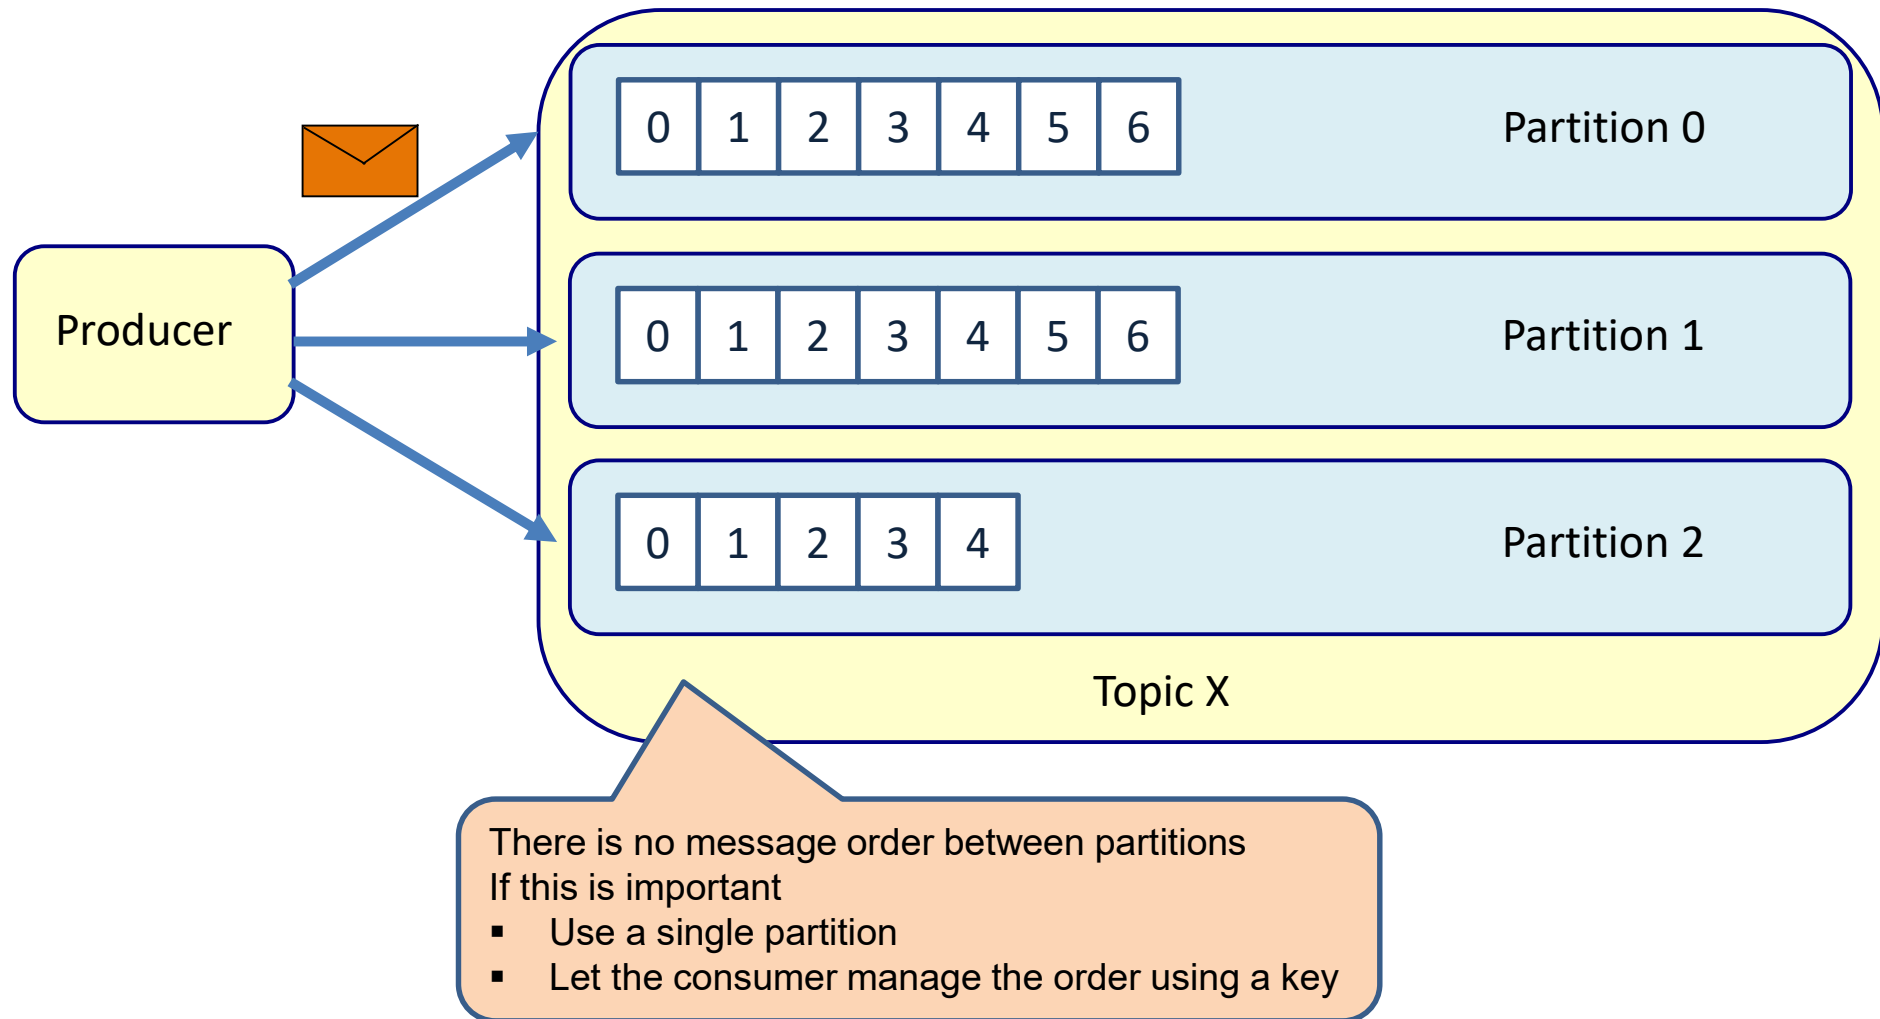 0 1 2 3 4 5 6 Partition 0
Producer
0 1 2 3 4 5 6 Partition 1
0 1 2 3 4 Partition 2
Topic X
There is no message order between partitions
If this is important
▪ Use a single partition
▪ Let the consumer manage the order using a key